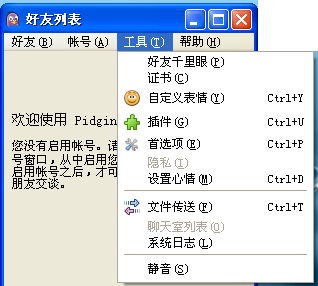 好友列表
好友(B) 帐号(A) 工具(T) 帮助(H)
好友千里眼(P)
证书(C)
自定义表情(Y) Ctrl+Y
插件(G) Ctrl+U
首选项(E) Ctrl+P
隐私(I)
设置心情(M) Ctrl+D
文件传送(F) Ctrl+T
聊天室列表(O)
系统日志(L)
静音(S)
欢迎使用 Pidgin
您没有启用帐号。请
号窗口，从中启用您
启用帐号之后，才可
朋友交谈。